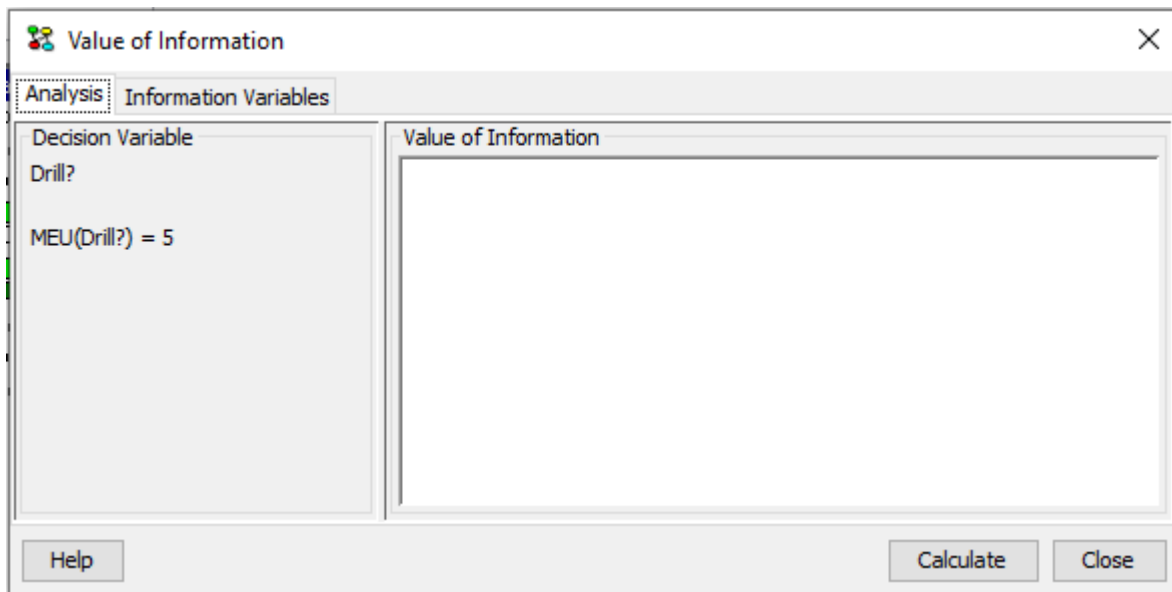 Value of Information
Analysis Information Variables
Decision Variable
Drill?
MEU(Drill?) = 5
Value of Information
Help Calculate Close